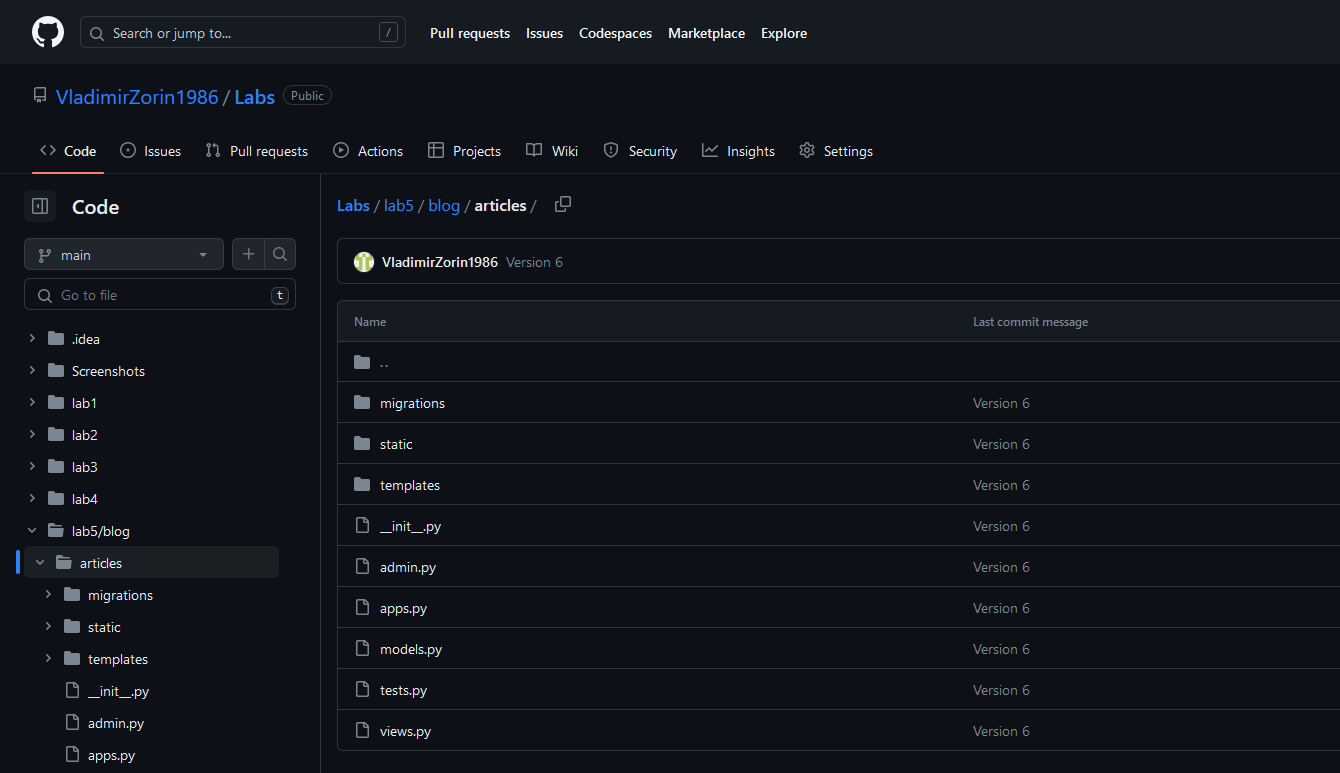 Search or jump to... / Pull requests Issues Codespaces Marketplace Explore
VladimirZorin1986 / Labs Public
Code Issues Pull requests Actions Projects Wiki Security Insights Settings
Code
main
Go to file t
.idea
Screenshots
lab1
lab2
lab3
lab4
lab5/blog
articles
migrations
static
templates
__init__.py
admin.py
apps.py
Labs / lab5 / blog / articles /
VladimirZorin1986 Version 6
Name Last commit message
..
migrations Version 6
static Version 6
templates Version 6
__init__.py Version 6
admin.py Version 6
apps.py Version 6
models.py Version 6
tests.py Version 6
views.py Version 6